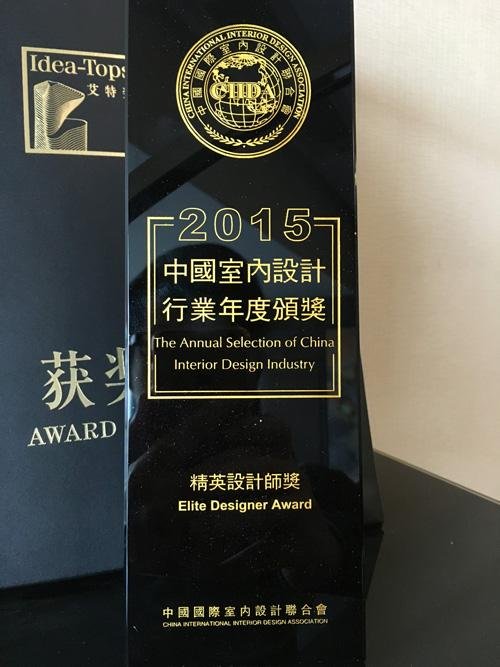 Idea-Tops
艾特
获奖
AWARD
CHINA INTERNATIONAL INTERIOR DESIGN ASSOCIATION
CIIDA
中國國際室內設計聯合會
2015
中國室內設計
行業年度頒獎
The Annual Selection of China
Interior Design Industry
精英設計師獎
Elite Designer Award
中國國際室內設計聯合會
CHINA INTERNATIONAL INTERIOR DESIGN ASSOCIATION